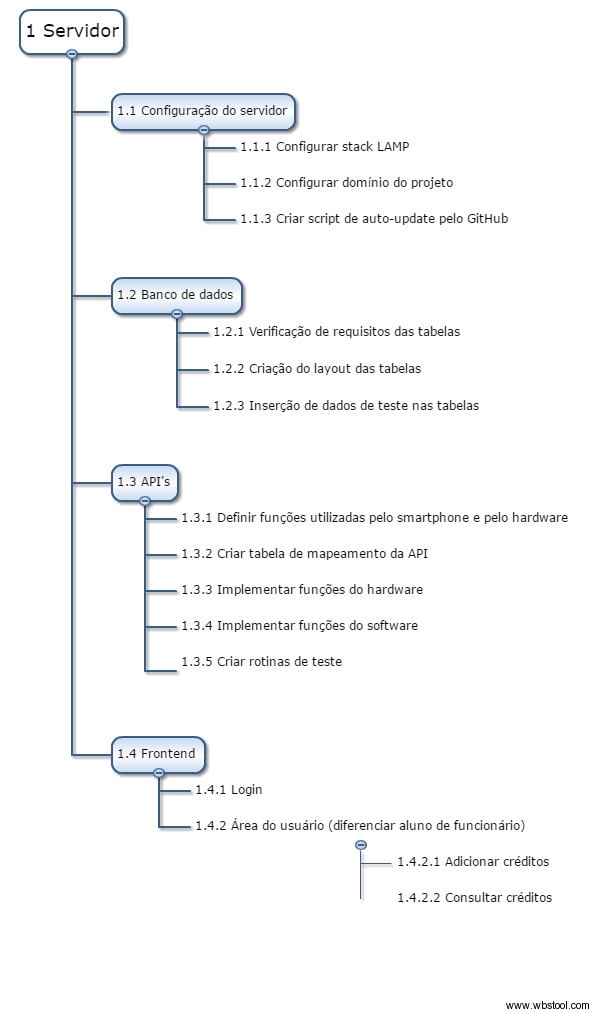 1 Servidor
1.1 Configuração do servidor
1.1.1 Configurar stack LAMP
1.1.2 Configurar domínio do projeto
1.1.3 Criar script de auto-update pelo GitHub
1.2 Banco de dados
1.2.1 Verificação de requisitos das tabelas
1.2.2 Criação do layout das tabelas
1.2.3 Inserção de dados de teste nas tabelas
1.3 API's
1.3.1 Definir funções utilizadas pelo smartphone e pelo hardware
1.3.2 Criar tabela de mapeamento da API
1.3.3 Implementar funções do hardware
1.3.4 Implementar funções do software
1.3.5 Criar rotinas de teste
1.4 Frontend
1.4.1 Login
1.4.2 Área do usuário (diferenciar aluno de funcionário)
1.4.2.1 Adicionar créditos
1.4.2.2 Consultar créditos
www.wbstool.com